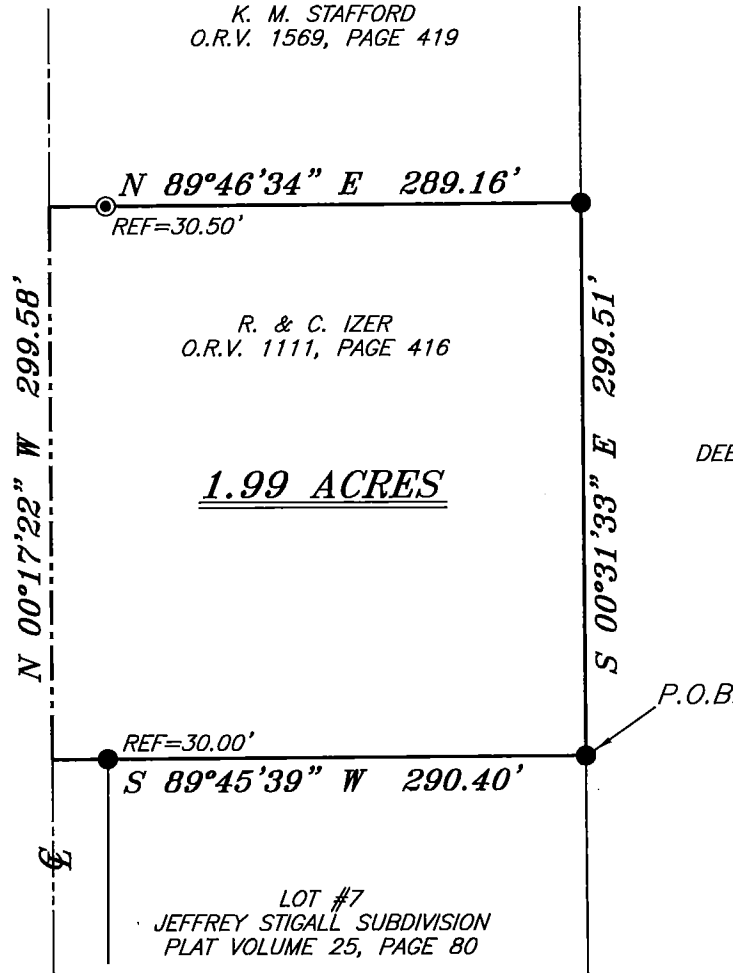 K. M. STAFFORD
O.R.V. 1569, PAGE 419
N 89°46'34" E 289.16'
REF=30.50'
N 00°17'22" W 299.58'
R. & C. IZER
O.R.V. 1111, PAGE 416
1.99 ACRES
S 00°31'33" E 299.51'
DEE
P.O.B.
REF=30.00'
S 89°45'39" W 290.40'
℄
LOT #7
JEFFREY STIGALL SUBDIVISION
PLAT VOLUME 25, PAGE 80